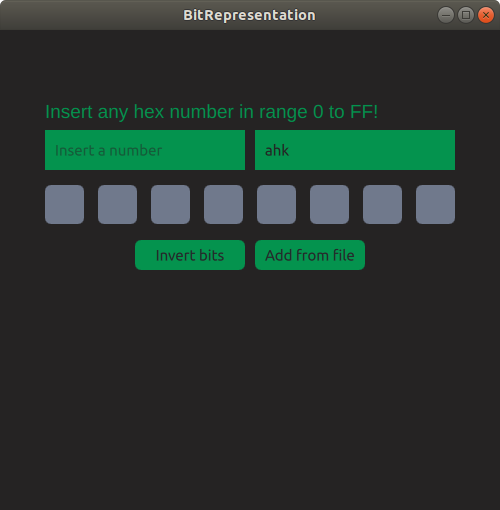 BitRepresentation
Insert any hex number in range 0 to FF!
Insert a number
ahk
Invert bits
Add from file